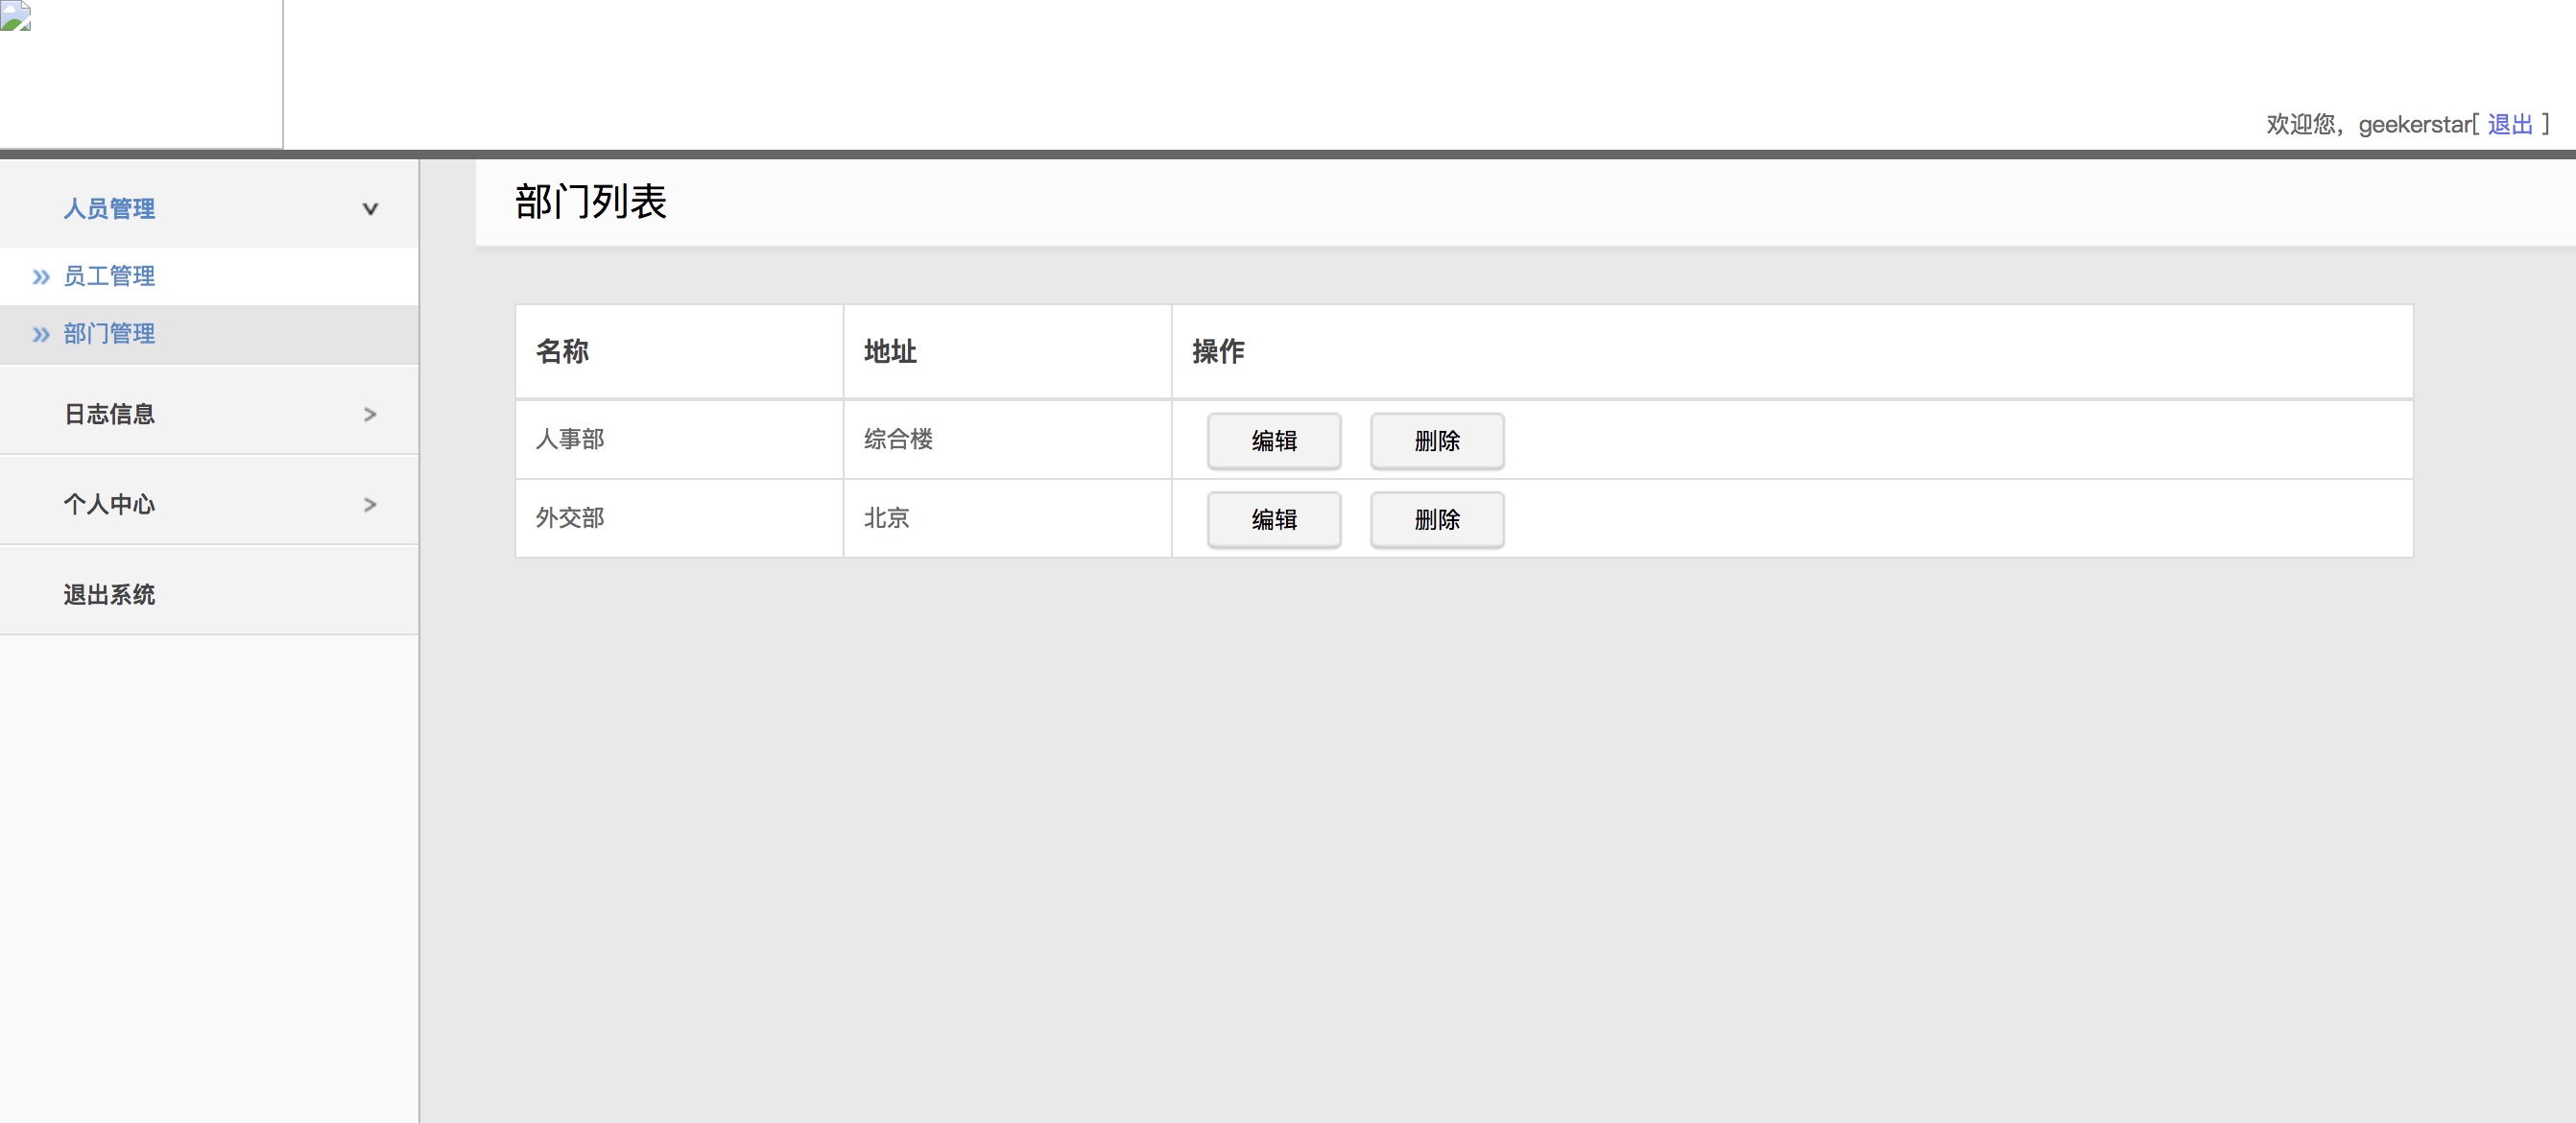 欢迎您，geekerstar[ 退出 ]
人员管理
员工管理
部门管理
日志信息
个人中心
退出系统
部门列表
名称 地址 操作
人事部 综合楼 编辑 删除
外交部 北京 编辑 删除